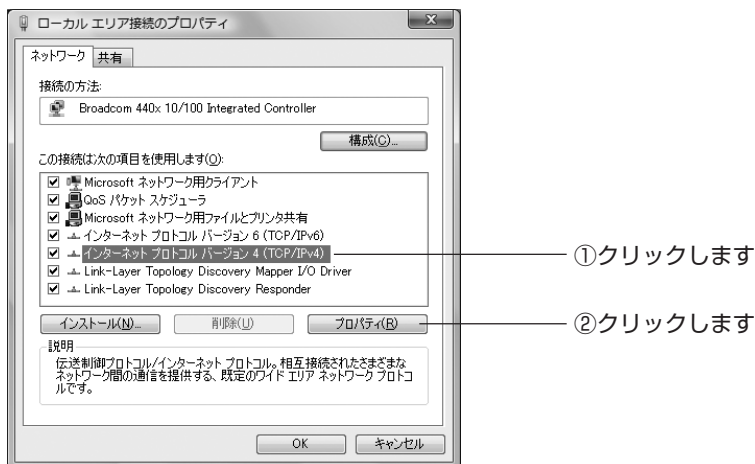 ローカル エリア接続のプロパティ
ネットワーク 共有
接続の方法:
Broadcom 440x 10/100 Integrated Controller
構成(C)...
この接続は次の項目を使用します(O):
Microsoft ネットワーク用クライアント
QoS パケット スケジューラ
Microsoft ネットワーク用ファイルとプリンタ共有
インターネット プロトコル バージョン 6 (TCP/IPv6)
インターネット プロトコル バージョン 4 (TCP/IPv4)
①クリックします
Link-Layer Topology Discovery Mapper I/O Driver
Link-Layer Topology Discovery Responder
インストール(N)... 削除(U) プロパティ(R)
②クリックします
説明
伝送制御プロトコル/インターネット プロトコル。相互接続されたさまざまな
ネットワーク間の通信を提供する、既定のワイド エリア ネットワーク プロトコ
ルです。
OK キャンセル